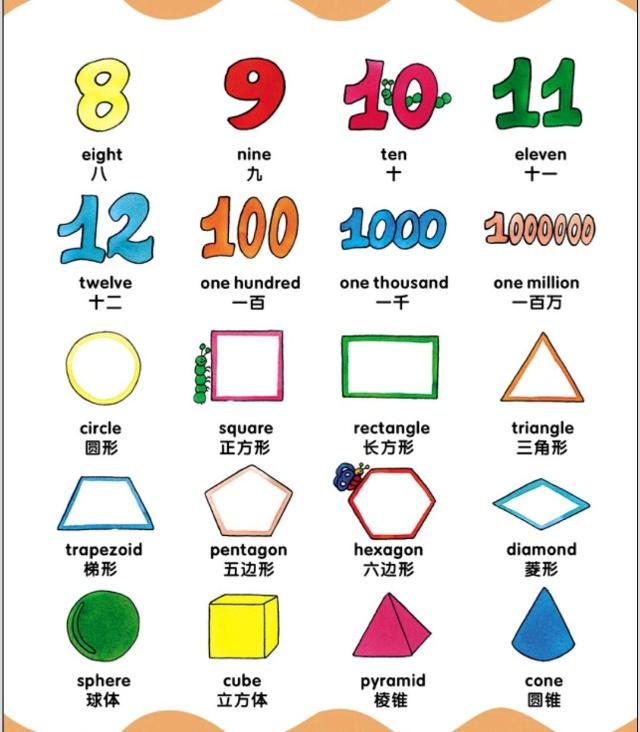 8 9 10 11
eight nine ten eleven
八 九 十 十一
12 100 1000 1000000
twelve one hundred one thousand one million
十二 一百 一千 一百万
circle square rectangle triangle
圆形 正方形 长方形 三角形
trapezoid pentagon hexagon diamond
梯形 五边形 六边形 菱形
sphere cube pyramid cone
球体 立方体 棱锥 圆锥